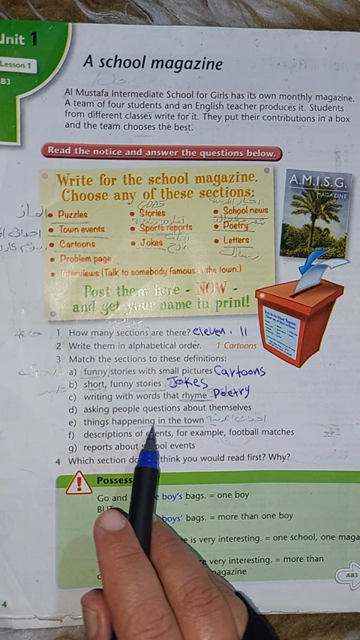 Unit 1
Lesson 1
AB3
A school magazine
Al Mustafa Intermediate School for Girls has its own monthly magazine.
A team of four students and an English teacher produces it. Students
from different classes write for it. They put their contributions in a box
and the team chooses the best.
Read the notice and answer the questions below.
Write for the school magazine.
Choose any of these sections:
• Puzzles
• Town events
• Cartoons
• Problem page
• Interviews (Talk to somebody famous in the town.)
• Stories
• Sports reports
• Jokes
• School news
• Poetry
• Letters
Post them here - NOW -
and get your name to print!
A.M.I.S.G.
MAGAZINE
1 How many sections are there? eleven. 11
2 Write them in alphabetical order. 1 Cartoons
3 Match the sections to these definitions:
a) funny stories with small pictures Cartoons
b) short, funny stories Jokes
c) writing with words that rhyme Poetry
d) asking people questions about themselves
e) things happening in the town
f) descriptions of events, for example, football matches
g) reports about school events
4 Which section do think you would read first? Why?
Possess
Go and boy's bags. = one boy
BUT
boys' bags. = more than one boy
is very interesting. = one school, one maga
very interesting. = more than
magazine
AB3
4